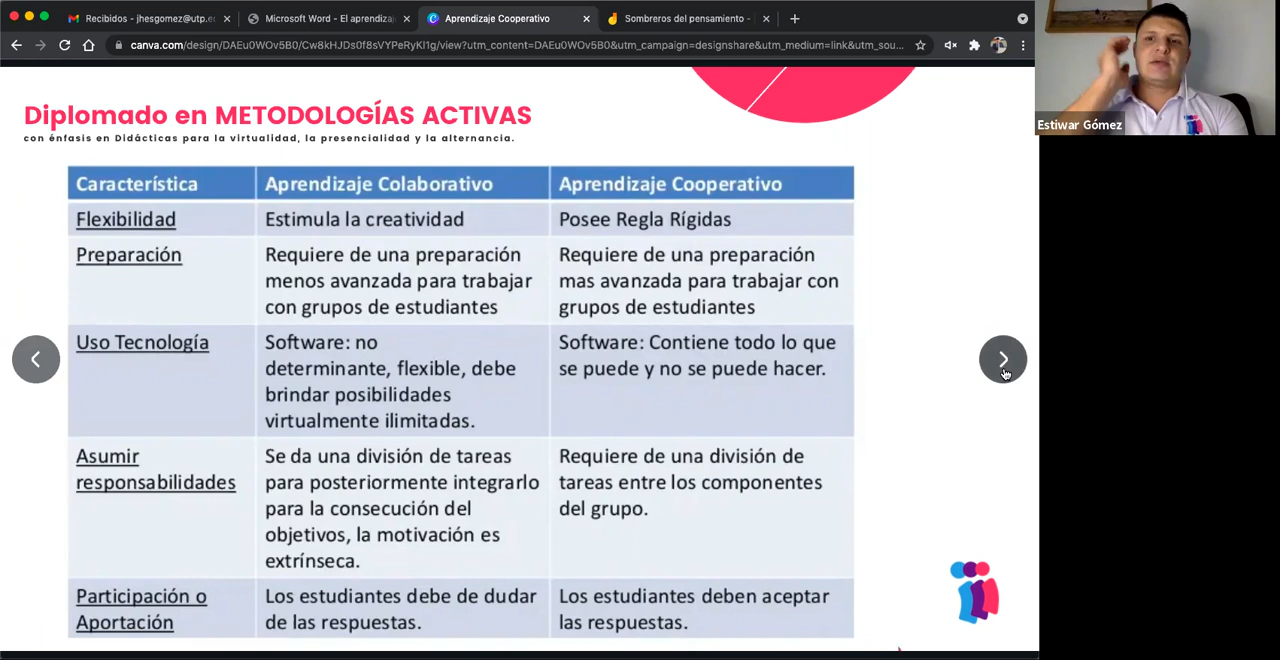 Recibidos - jhesgomez@utp.e
Microsoft Word - El aprendiza
Aprendizaje Cooperativo
Sombreros del pensamiento -
canva.com/design/DAEu0WOv5B0/Cw8kHJDs0f8sVYPeRyKl1g/view?utm_content=DAEu0WOv5B0&utm_campaign=designshare&utm_medium=link&utm_sou...
Estiwar Gómez
Diplomado en METODOLOGÍAS ACTIVAS
con énfasis en Didácticas para la virtualidad, la presencialidad y la alternancia.
Característica
Aprendizaje Colaborativo
Aprendizaje Cooperativo
Flexibilidad
Estimula la creatividad
Posee Regla Rígidas
Preparación
Requiere de una preparación
menos avanzada para trabajar
con grupos de estudiantes
Requiere de una preparación
mas avanzada para trabajar con
grupos de estudiantes
Uso Tecnología
Software: no
determinante, flexible, debe
brindar posibilidades
virtualmente ilimitadas.
Software: Contiene todo lo que
se puede y no se puede hacer.
Asumir
responsabilidades
Se da una división de tareas
para posteriormente integrarlo
para la consecución del
objetivos, la motivación es
extrínseca.
Requiere de una división de
tareas entre los componentes
del grupo.
Participación o
Aportación
Los estudiantes debe de dudar
de las respuestas.
Los estudiantes deben aceptar
las respuestas.